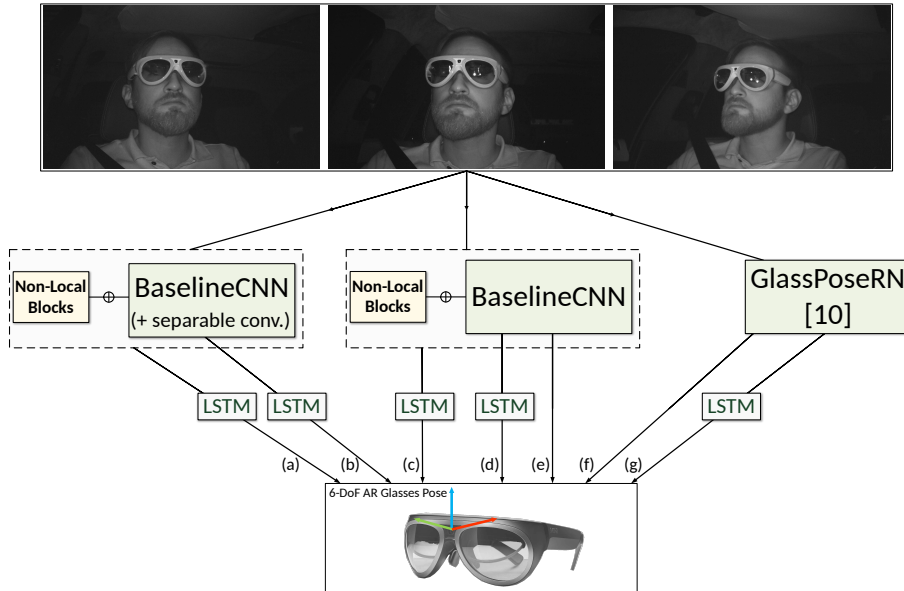 Non-Local
Blocks
BaselineCNN
(+ separable conv.)
Non-Local
Blocks
BaselineCNN
GlassPoseRN
[10]
LSTM
LSTM
LSTM
LSTM
LSTM
(a)
(b)
(c)
(d)
(e)
(f)
(g)
6-DoF AR Glasses Pose